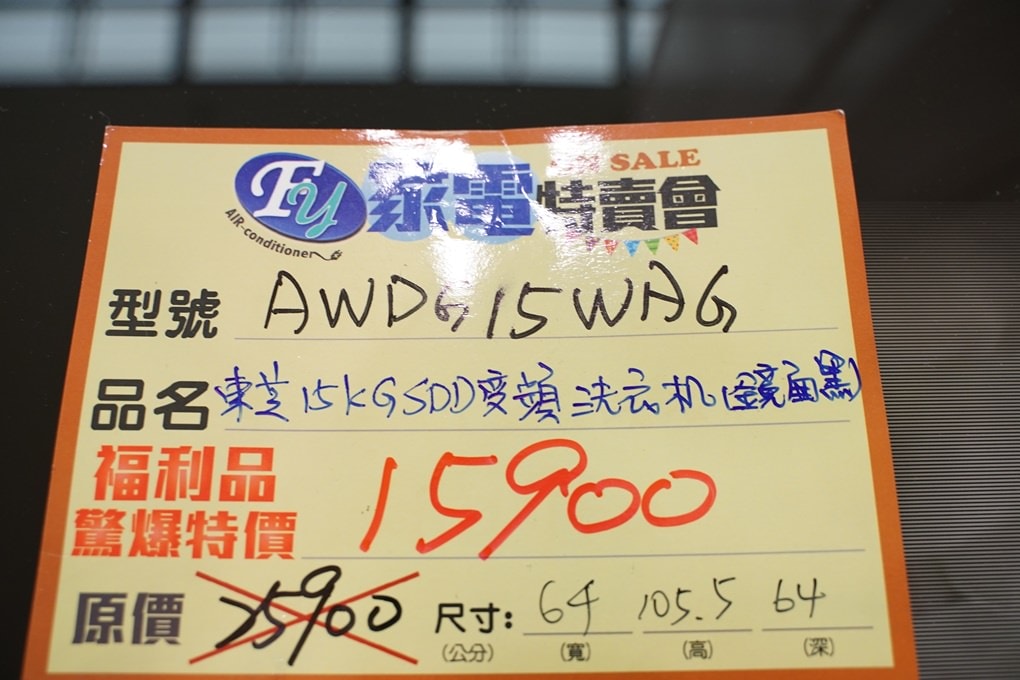 FY
AIR-conditioner
SALE
家電特賣會
型號 AWDG15WAG
品名 東芝15KGSDD変頻洗衣机(鏡面黑)
福利品
驚爆特價 15900
原價 25900 尺寸: 64 105.5 64
(公分) (寬) (高) (深)